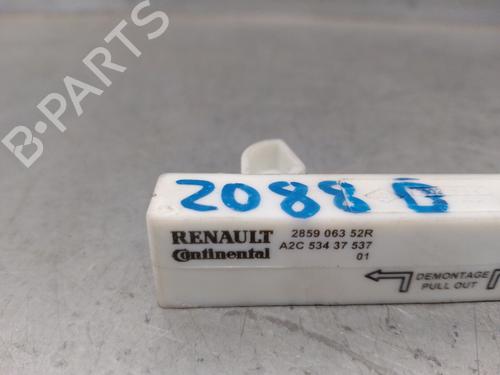 B-PARTS
2088 G
RENAULT 2859 063 52R
Continental A2C 534 37 537
01
DEMONTAGE
PULL OUT